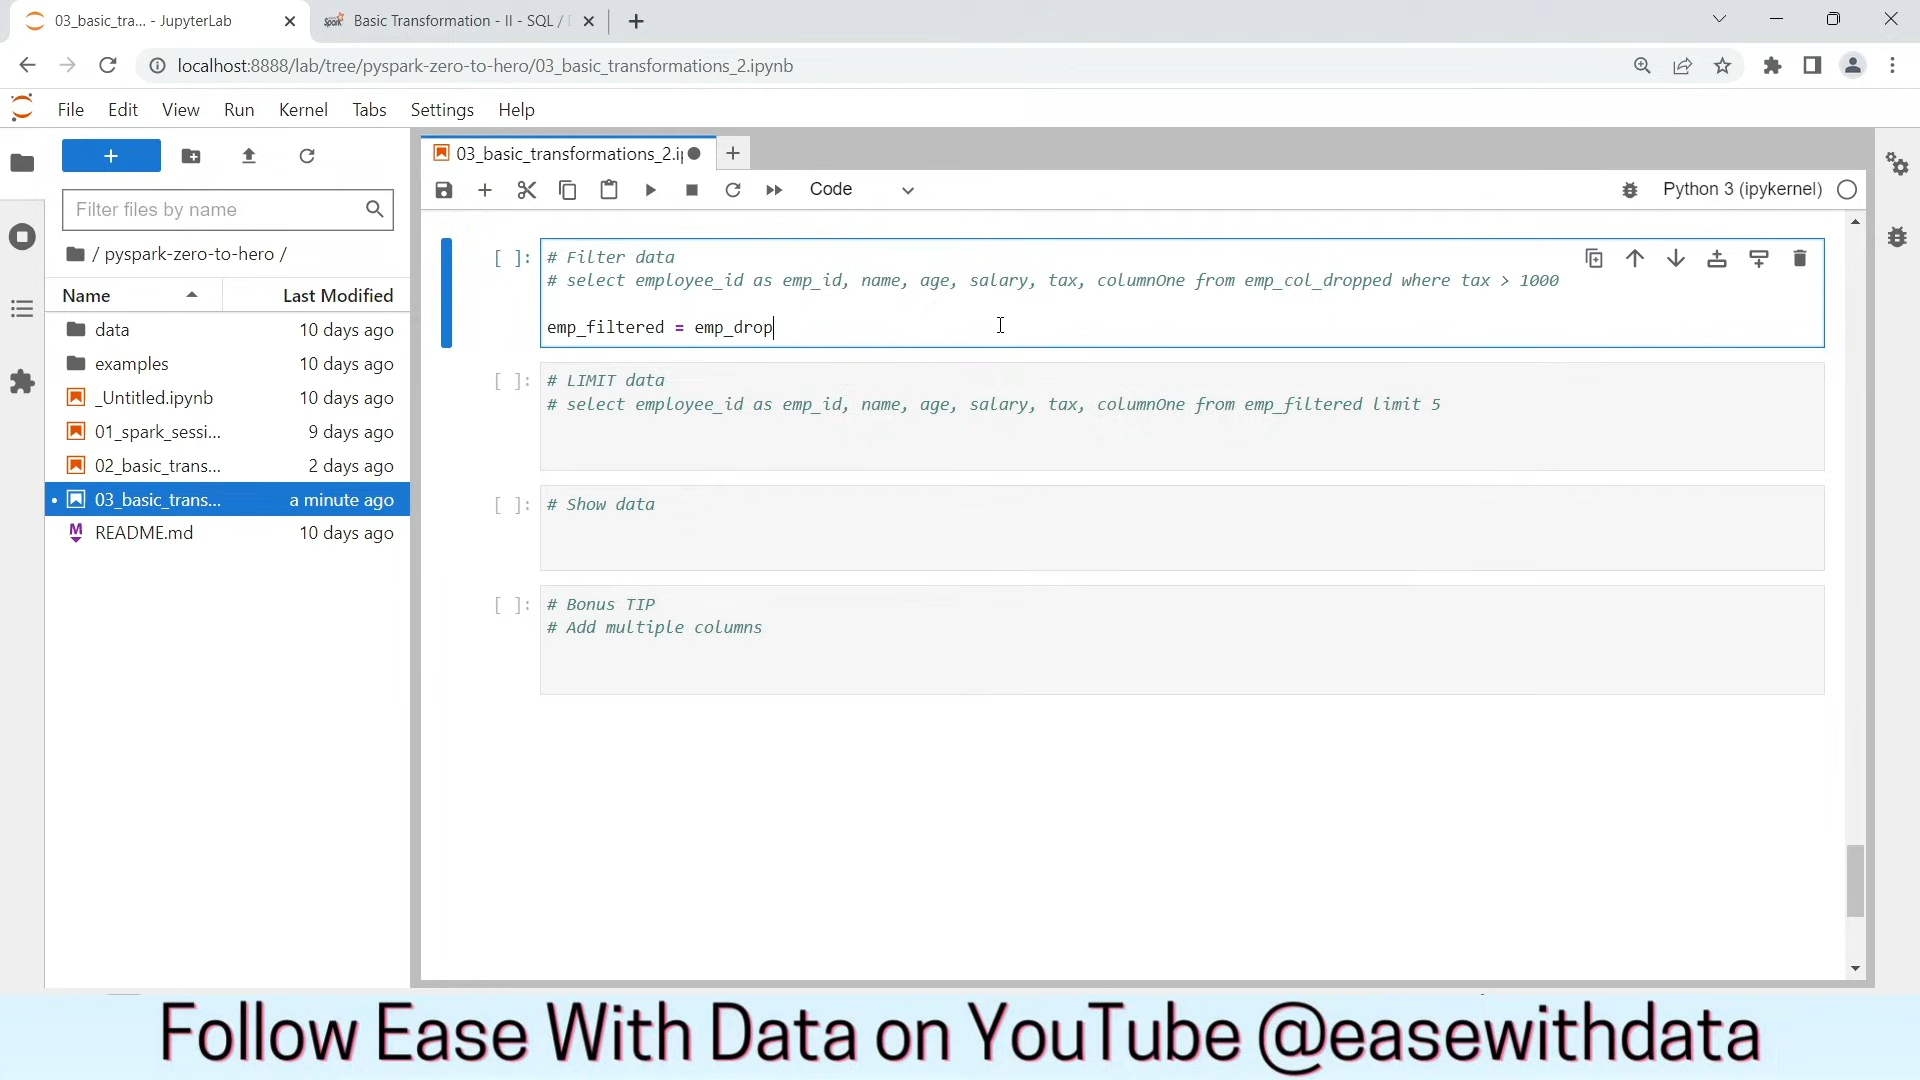 03_basic_tra... - JupyterLab
Basic Transformation - II - SQL /
localhost:8888/lab/tree/pyspark-zero-to-hero/03_basic_transformations_2.ipynb
File Edit View Run Kernel Tabs Settings Help
+
Filter files by name
/ pyspark-zero-to-hero /
Name Last Modified
data 10 days ago
examples 10 days ago
_Untitled.ipynb 10 days ago
01_spark_sessi... 9 days ago
02_basic_trans... 2 days ago
03_basic_trans... a minute ago
README.md 10 days ago
03_basic_transformations_2.i
Code
Python 3 (ipykernel)
[ ]: # Filter data
# select employee_id as emp_id, name, age, salary, tax, columnOne from emp_col_dropped where tax > 1000
emp_filtered = emp_drop
[ ]: # LIMIT data
# select employee_id as emp_id, name, age, salary, tax, columnOne from emp_filtered limit 5
[ ]: # Show data
[ ]: # Bonus TIP
# Add multiple columns
Follow Ease With Data on YouTube @easewithdata